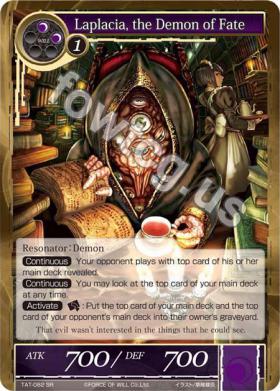 Laplacia, the Demon of Fate
WILL
1
fowtcg.us
Resonator: Demon
Continuous Your opponent plays with top card of his or her
main deck revealed.
Continuous You may look at the top card of your main deck
at any time.
Activate : Put the top card of your main deck and the top
card of your opponent's main deck into their owner's graveyard.
That evil wasn't interested in the things that he could see.
ATK 700 / DEF 700
TAT-082 SR ©FORCE OF WILL Co.,Ltd.